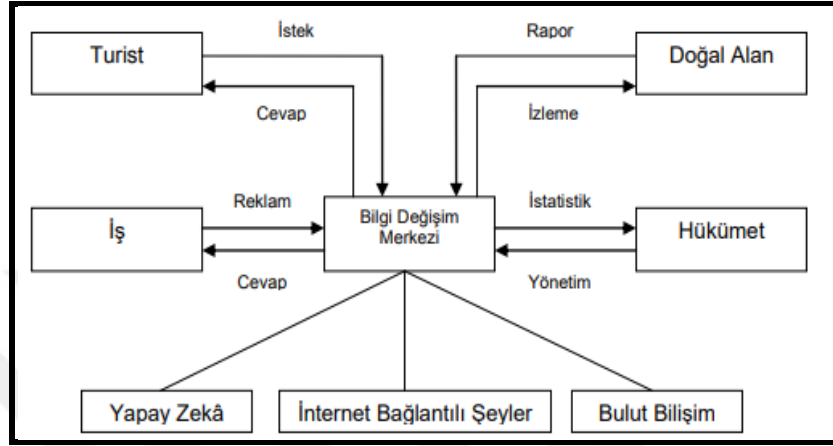 İstek
Rapor
Turist
Doğal Alan
Cevap
İzleme
Reklam
İstatistik
İş
Bilgi Değişim
Merkezi
Hükümet
Cevap
Yönetim
Yapay Zekâ
İnternet Bağlantılı Şeyler
Bulut Bilişim